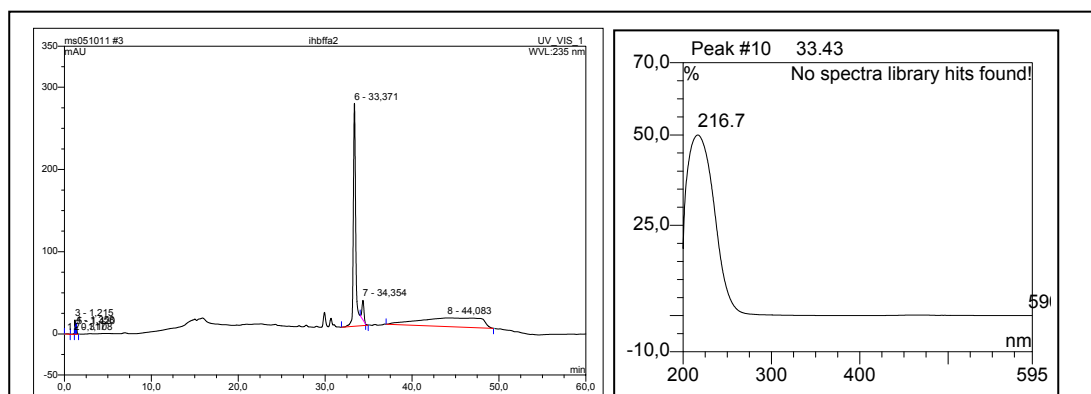 ms051011 #3 ihbffa2 UV_VIS_1
mAU WVL:235 nm
350
300
250
200
150
100
50
0
-50
6 - 33,371
7 - 34,354
8 - 44,083
3 - 1,215
min
0,0 10,0 20,0 30,0 40,0 50,0 60,0
Peak #10 33.43
% No spectra library hits found!
70,0
50,0
25,0
-10,0
216.7
nm
200 300 400 595